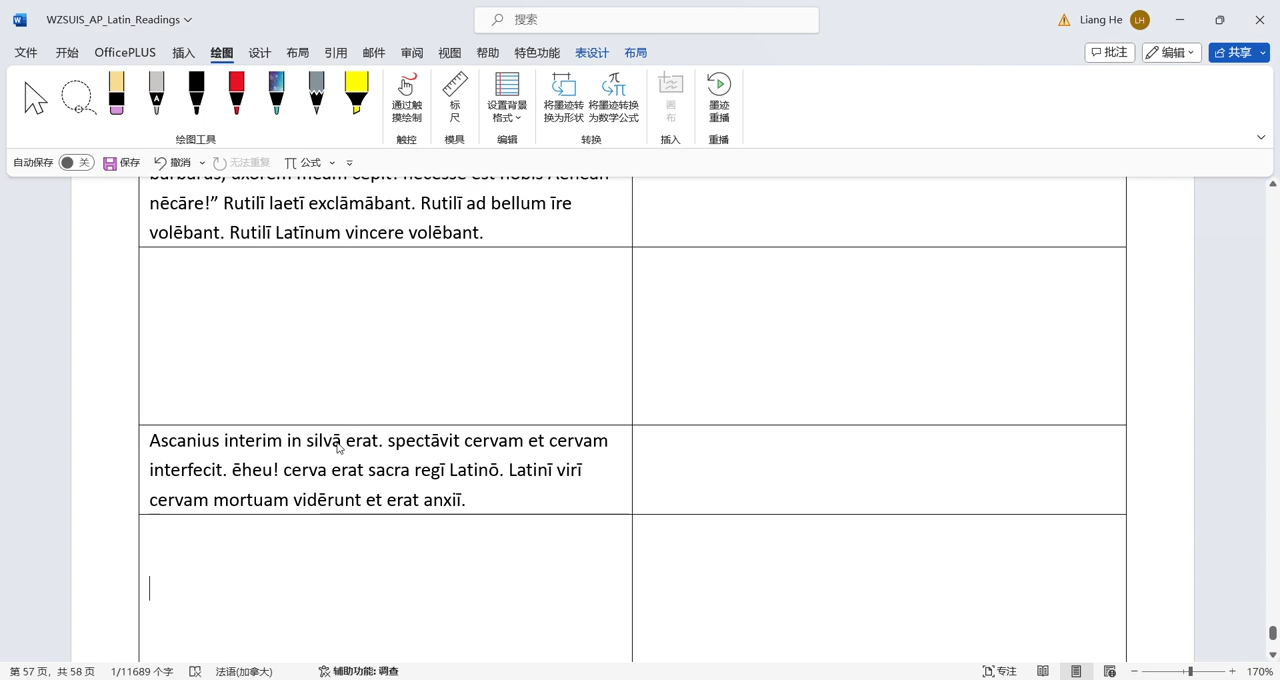 WZSUIS_AP_Latin_Readings
搜索
Liang He
LH
文件 开始 OfficePLUS 插入 绘图 设计 布局 引用 邮件 审阅 视图 帮助 特色功能 表设计 布局
批注 编辑 共享
通过触摸绘制
标尺
设置背景格式
将墨迹转换为形状
将墨迹转换为数学公式
画布
墨迹重播
绘图工具 触控 模具 编辑 转换 插入 重播
自动保存 关 保存 撤消 无法重复 公式
nēcāre!” Rutilī laetī exclāmābant. Rutilī ad bellum īre
volēbant. Rutilī Latīnum vincere volēbant.
Ascanius interim in silvā erat. spectāvit cervam et cervam
interfecit. ēheu! cerva erat sacra regī Latinō. Latinī virī
cervam mortuam vidērunt et erat anxiī.
第 57 页，共 58 页 1/11689 个字 法语(加拿大) 辅助功能: 调查 专注 170%